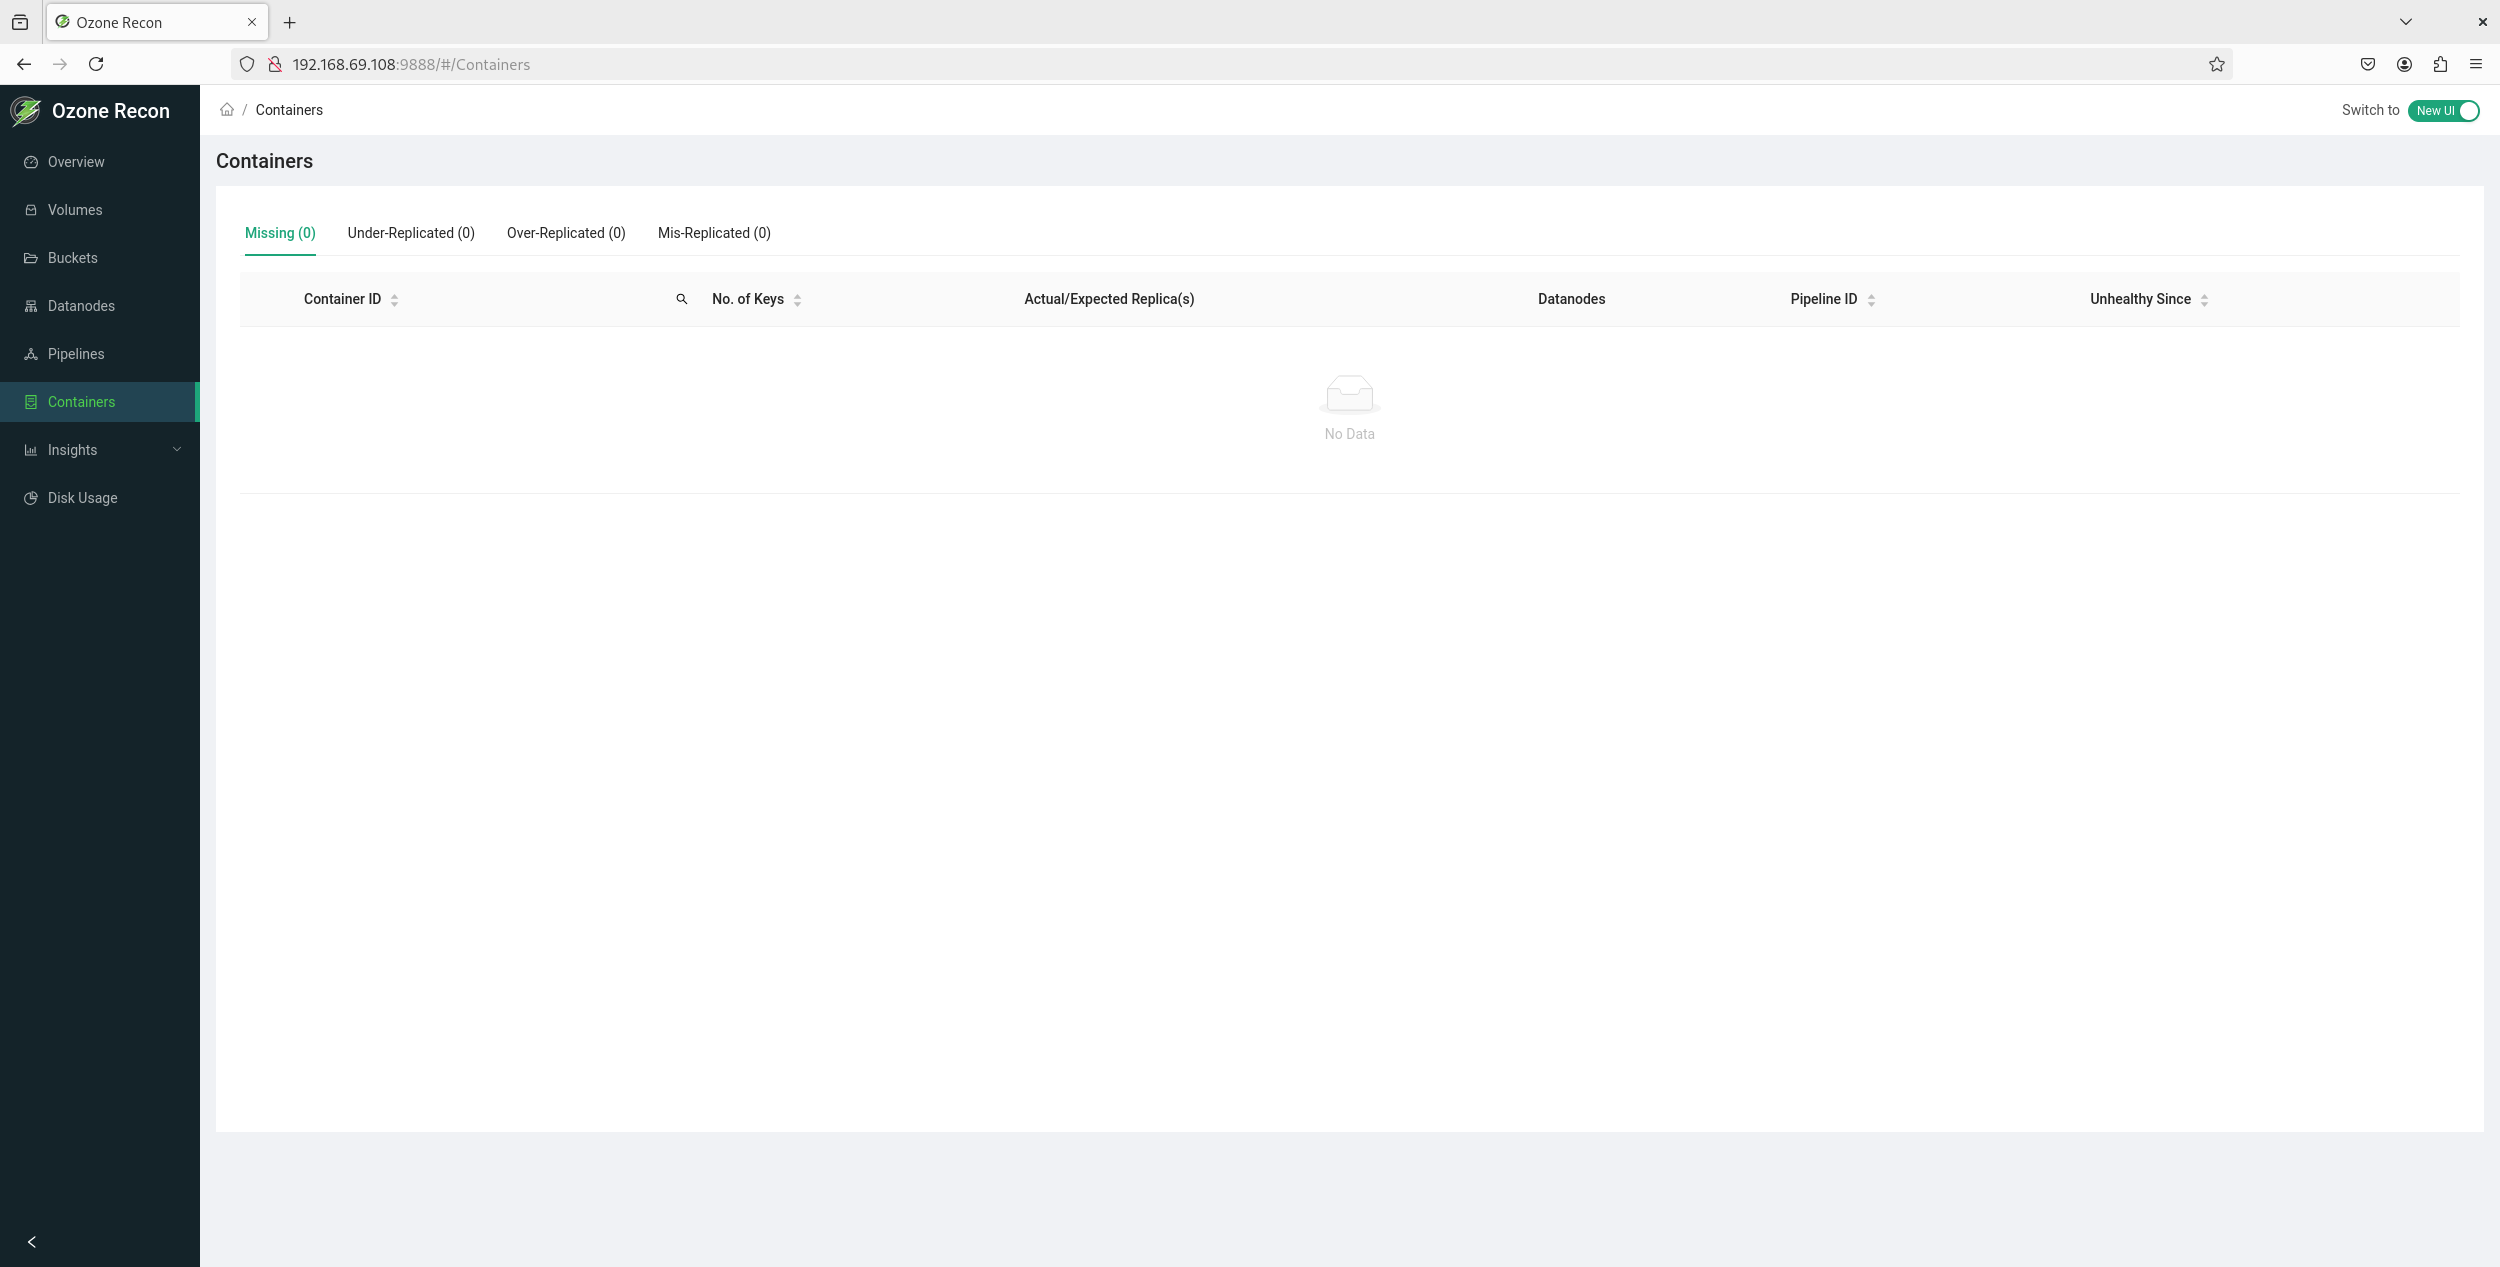 Ozone Recon
192.168.69.108:9888/#/Containers
Ozone Recon
Overview
Volumes
Buckets
Datanodes
Pipelines
Containers
Insights
Disk Usage
/ Containers
Switch to New UI
Containers
Missing (0) Under-Replicated (0) Over-Replicated (0) Mis-Replicated (0)
Container ID No. of Keys Actual/Expected Replica(s) Datanodes Pipeline ID Unhealthy Since
No Data